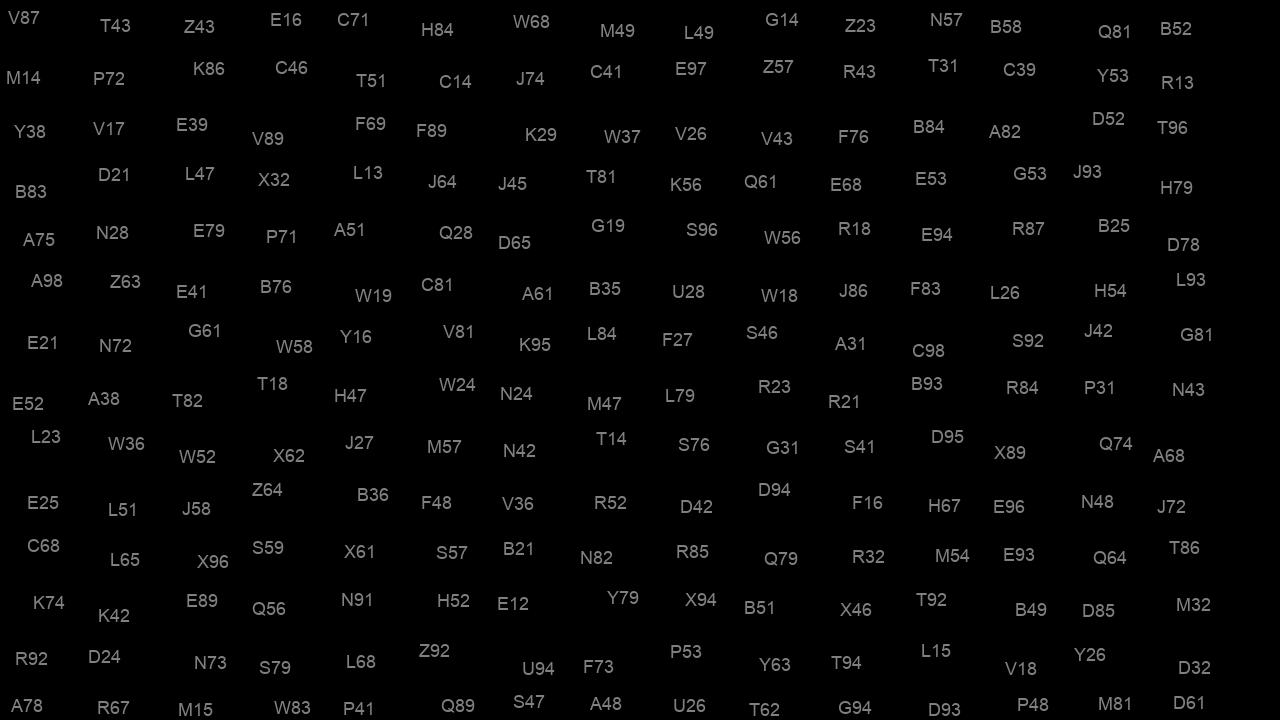 V87 T43 Z43 E16 C71 H84 W68 M49 L49 G14 Z23 N57 B58 Q81 B52
M14 P72 K86 C46 T51 C14 J74 C41 E97 Z57 R43 T31 C39 Y53 R13
Y38 V17 E39 V89 F69 F89 K29 W37 V26 V43 F76 B84 A82 D52 T96
B83 D21 L47 X32 L13 J64 J45 T81 K56 Q61 E68 E53 G53 J93 H79
A75 N28 E79 P71 A51 Q28 D65 G19 S96 W56 R18 E94 R87 B25 D78
A98 Z63 E41 B76 W19 C81 A61 B35 U28 W18 J86 F83 L26 H54 L93
E21 N72 G61 W58 Y16 V81 K95 L84 F27 S46 A31 C98 S92 J42 G81
E52 A38 T82 T18 H47 W24 N24 M47 L79 R23 R21 B93 R84 P31 N43
L23 W36 W52 X62 J27 M57 N42 T14 S76 G31 S41 D95 X89 Q74 A68
E25 L51 J58 Z64 B36 F48 V36 R52 D42 D94 F16 H67 E96 N48 J72
C68 L65 X96 S59 X61 S57 B21 N82 R85 Q79 R32 M54 E93 Q64 T86
K74 K42 E89 Q56 N91 H52 E12 Y79 X94 B51 X46 T92 B49 D85 M32
R92 D24 N73 S79 L68 Z92 U94 F73 P53 Y63 T94 L15 V18 Y26 D32
A78 R67 M15 W83 P41 Q89 S47 A48 U26 T62 G94 D93 P48 M81 D61